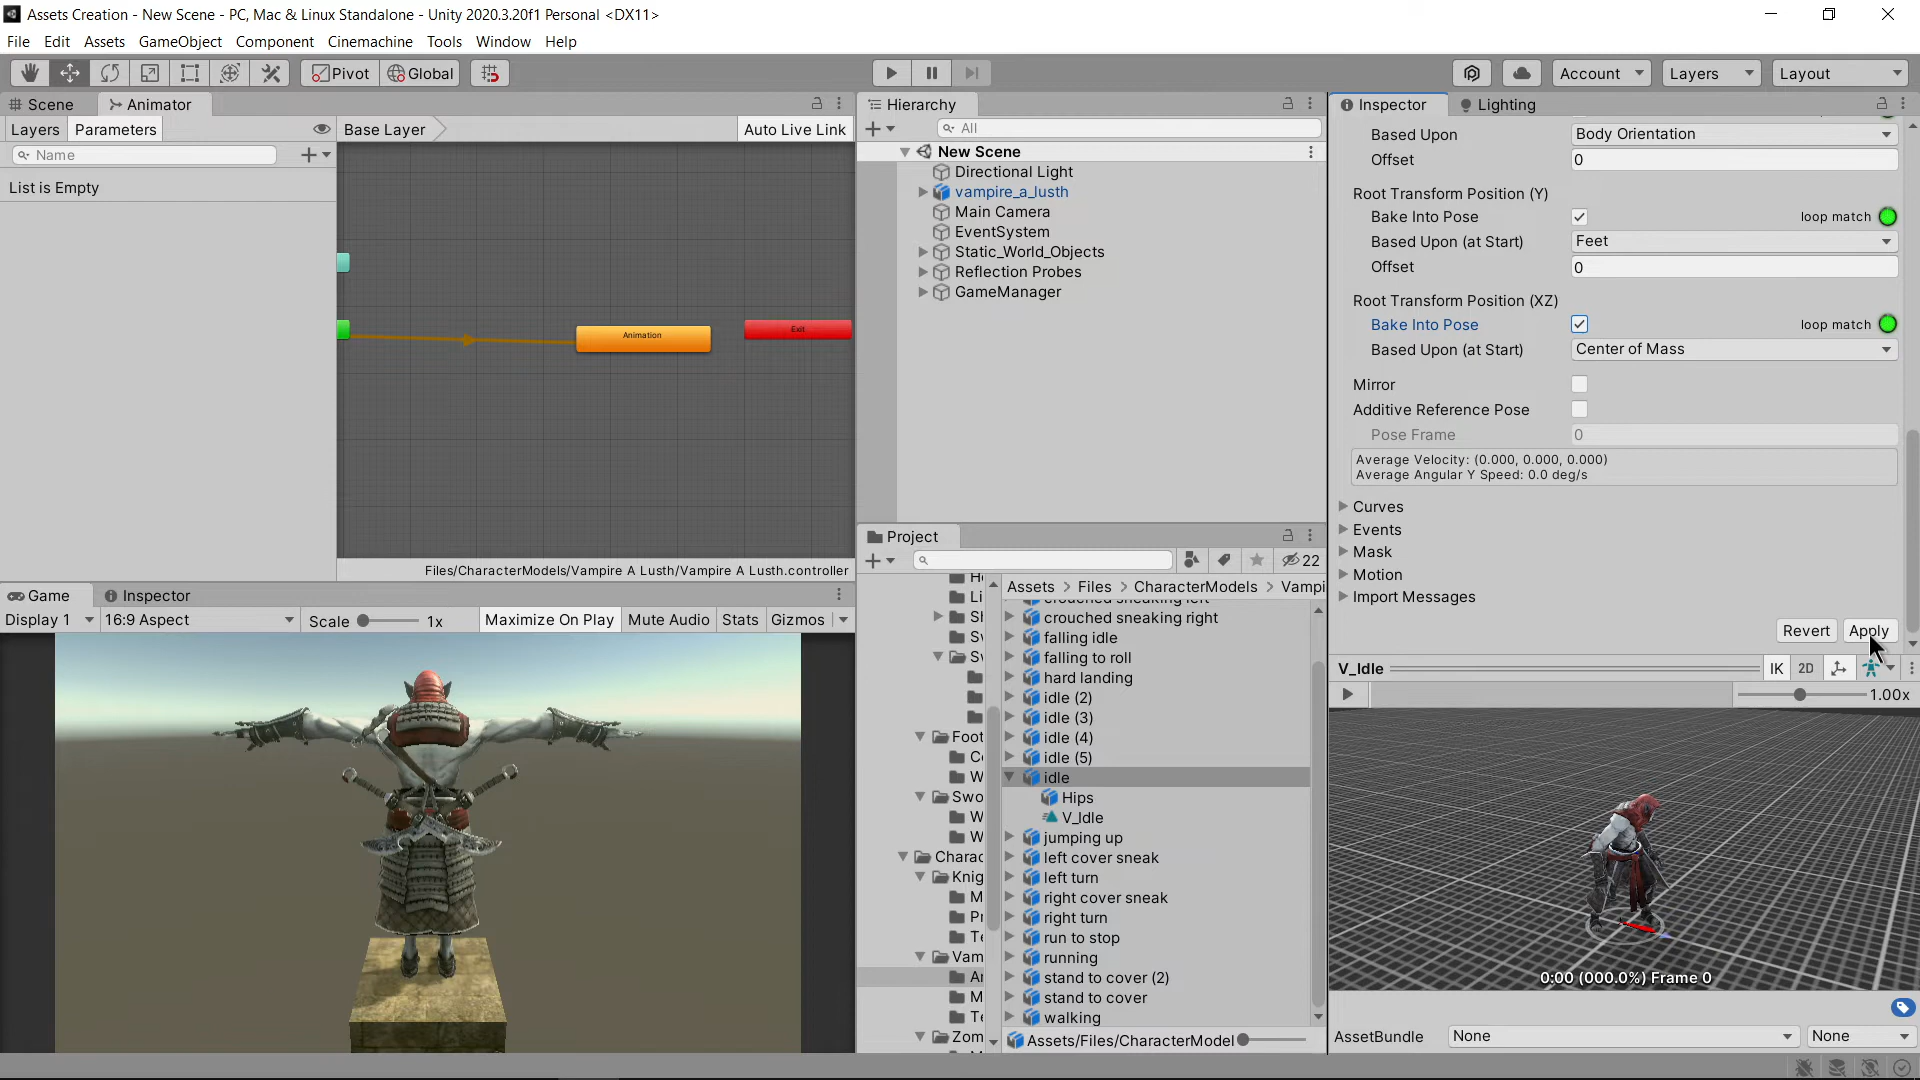 Assets Creation - New Scene - PC, Mac & Linux Standalone - Unity 2020.3.20f1 Personal <DX11>
File Edit Assets GameObject Component Cinemachine Tools Window Help
Pivot Global Account Layers Layout
Scene Animator
Layers Parameters Base Layer Auto Live Link
Name
List is Empty
Animation
Exit
Files/CharacterModels/Vampire A Lusth/Vampire A Lusth.controller
Game Inspector
Display 1 16:9 Aspect Scale 1x Maximize On Play Mute Audio Stats Gizmos
Hierarchy
All
New Scene
Directional Light
vampire_a_lusth
Main Camera
EventSystem
Static_World_Objects
Reflection Probes
GameManager
Project
22
Assets > Files > CharacterModels > Vampi
Li
Foot
Swo
Charac
Knig
Vam
Zom
crouched sneaking left
crouched sneaking right
falling idle
falling to roll
hard landing
idle (2)
idle (3)
idle (4)
idle (5)
idle
Hips
V_Idle
jumping up
left cover sneak
left turn
right cover sneak
right turn
run to stop
running
stand to cover (2)
stand to cover
walking
Assets/Files/CharacterModel
Inspector Lighting
Based Upon Body Orientation
Offset 0
Root Transform Position (Y)
Bake Into Pose loop match
Based Upon (at Start) Feet
Offset 0
Root Transform Position (XZ)
Bake Into Pose loop match
Based Upon (at Start) Center of Mass
Mirror
Additive Reference Pose
Pose Frame 0
Average Velocity: (0.000, 0.000, 0.000)
Average Angular Y Speed: 0.0 deg/s
Curves
Events
Mask
Motion
Import Messages
Revert Apply
V_Idle IK 2D
1.00x
0:00 (000.0%) Frame 0
AssetBundle None None